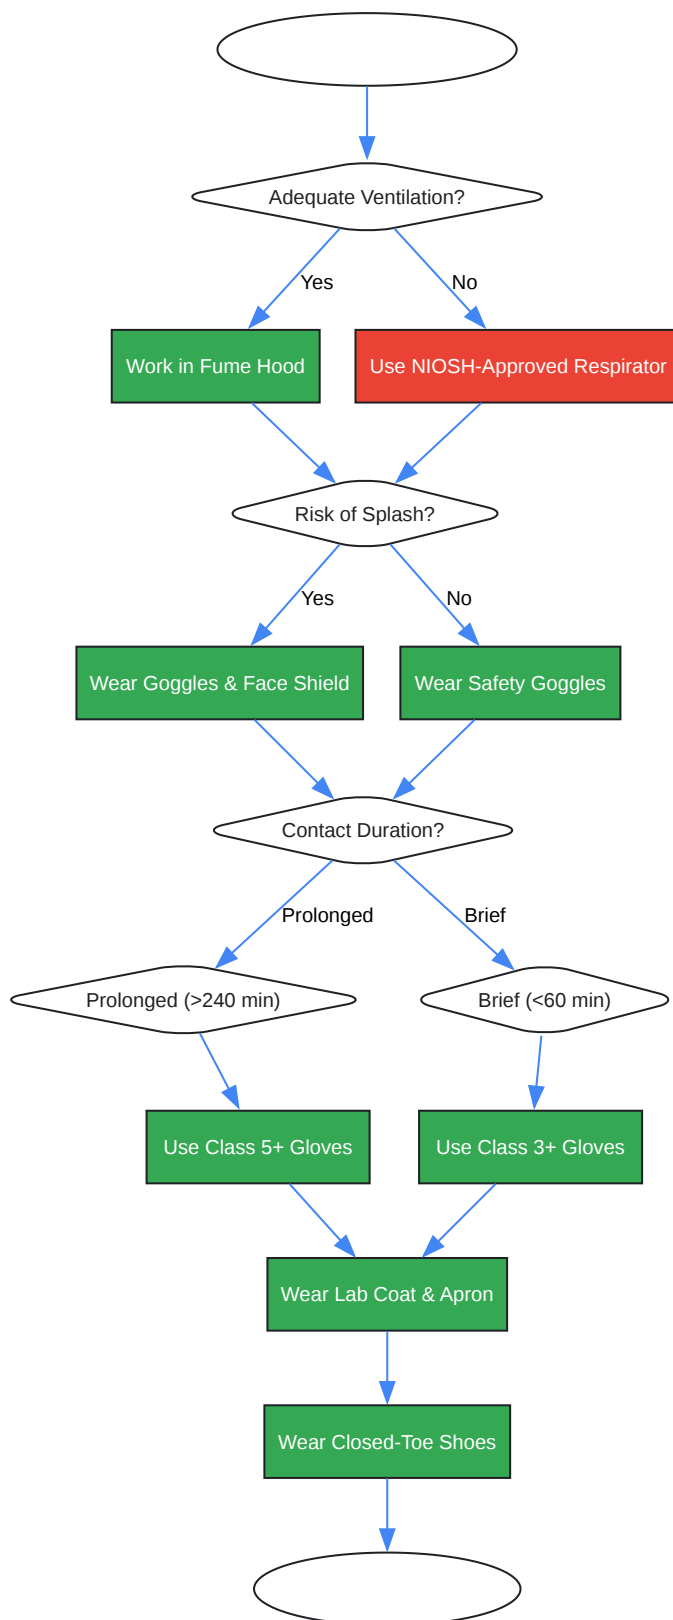 Adequate Ventilation?
Yes
No
Work in Fume Hood
Use NIOSH-Approved Respirator
Risk of Splash?
Yes
No
Wear Goggles & Face Shield
Wear Safety Goggles
Contact Duration?
Prolonged
Brief
Prolonged (>240 min)
Brief (<60 min)
Use Class 5+ Gloves
Use Class 3+ Gloves
Wear Lab Coat & Apron
Wear Closed-Toe Shoes